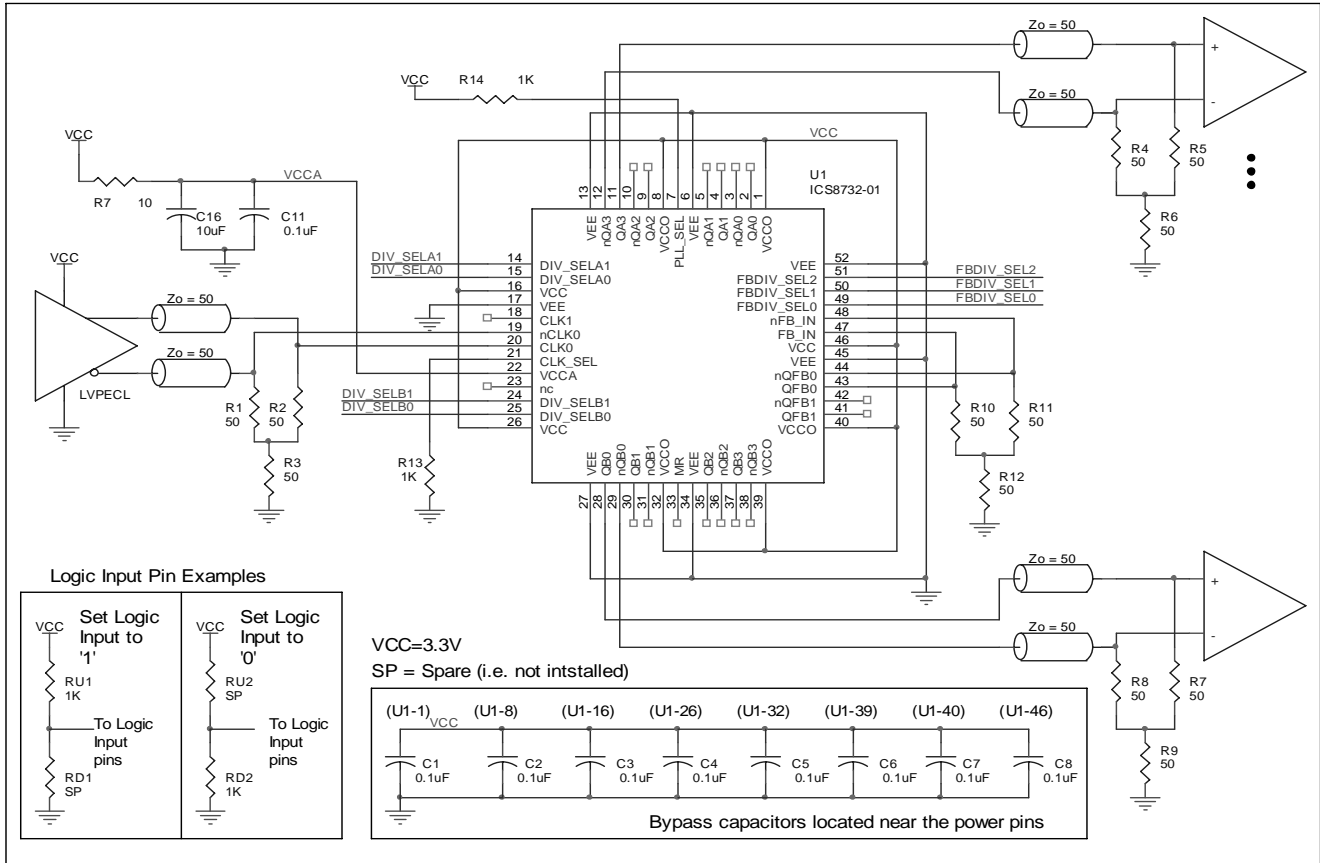 Zo = 50
+
-
Zo = 50
R4
50
R5
50
R6
50
VCC
R14 1K
VCC
VCC
R7 10
VCCA
C16
10uF
C11
0.1uF
U1
ICS8732-01
13 12 11 10 9 8 7 6 5 4 3 2 1
VEE
nQA3
QA3
nQA2
QA2
VCCO
PLL_SEL
VEE
nQA1
QA1
nQA0
QA0
VCCO
DIV_SELA1
DIV_SELA0
14 DIV_SELA1
15 DIV_SELA0
16 VCC
17 VEE
18 CLK1
19 nCLK0
20 CLK0
21 CLK_SEL
22 VCCA
23 nc
24 DIV_SELB1
25 DIV_SELB0
26 VCC
DIV_SELB1
DIV_SELB0
VEE 52
FBDIV_SEL2 51
FBDIV_SEL1 50
FBDIV_SEL0 49
nFB_IN 48
FB_IN 47
VCC 46
VEE 45
nQFB0 44
QFB0 43
nQFB1 42
QFB1 41
VCCO 40
FBDIV_SEL2
FBDIV_SEL1
FBDIV_SEL0
VEE
QB0
nQB0
QB1
nQB1
VCCO
MR
VEE
QB2
nQB2
QB3
nQB3
VCCO
27 28 29 30 31 32 33 34 35 36 37 38 39
VCC
Zo = 50
Zo = 50
LVPECL
R1
50
R2
50
R3
50
R13
1K
R10
50
R11
50
R12
50
Zo = 50
+
-
Zo = 50
R8
50
R7
50
R9
50
Logic Input Pin Examples
VCC
Set Logic
Input to
'1'
RU1
1K
To Logic
Input
pins
RD1
SP
VCC
Set Logic
Input to
'0'
RU2
SP
To Logic
Input
pins
RD2
1K
VCC=3.3V
SP = Spare (i.e. not intstalled)
(U1-1) (U1-8) (U1-16) (U1-26) (U1-32) (U1-39) (U1-40) (U1-46)
VCC
C1
0.1uF
C2
0.1uF
C3
0.1uF
C4
0.1uF
C5
0.1uF
C6
0.1uF
C7
0.1uF
C8
0.1uF
Bypass capacitors located near the power pins